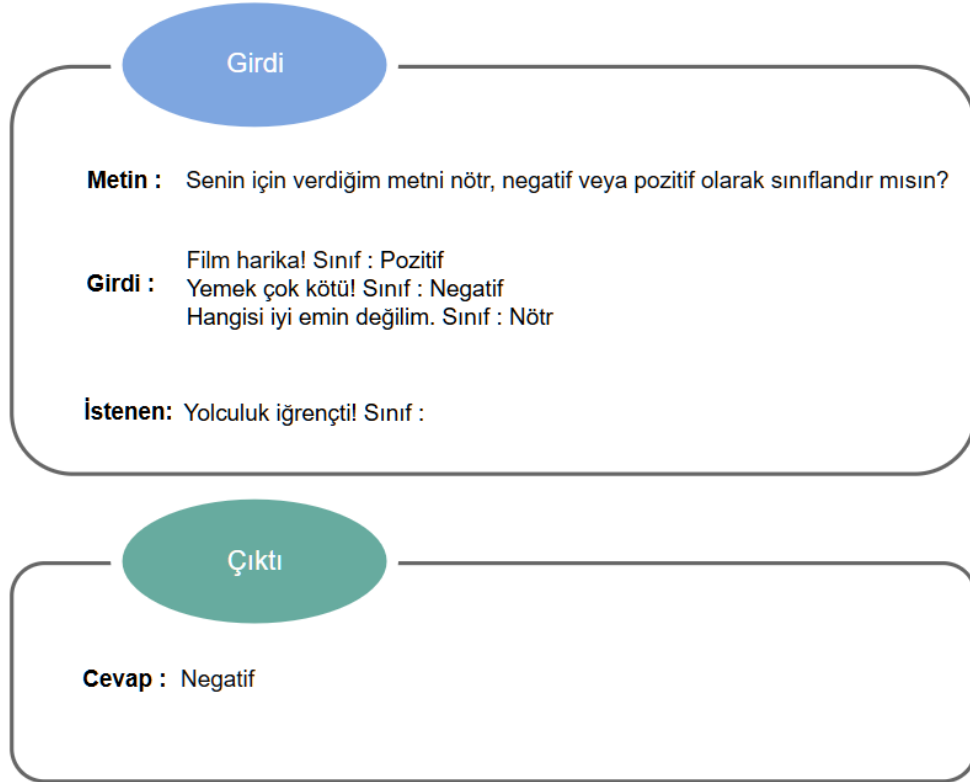 Girdi
Metin : Senin için verdiğim metni nötr, negatif veya pozitif olarak sınıflandır mısın?
Girdi :
Film harika! Sınıf : Pozitif
Yemek çok kötü! Sınıf : Negatif
Hangisi iyi emin değilim. Sınıf : Nötr
İstenen: Yolculuk iğrençti! Sınıf :
Çıktı
Cevap : Negatif